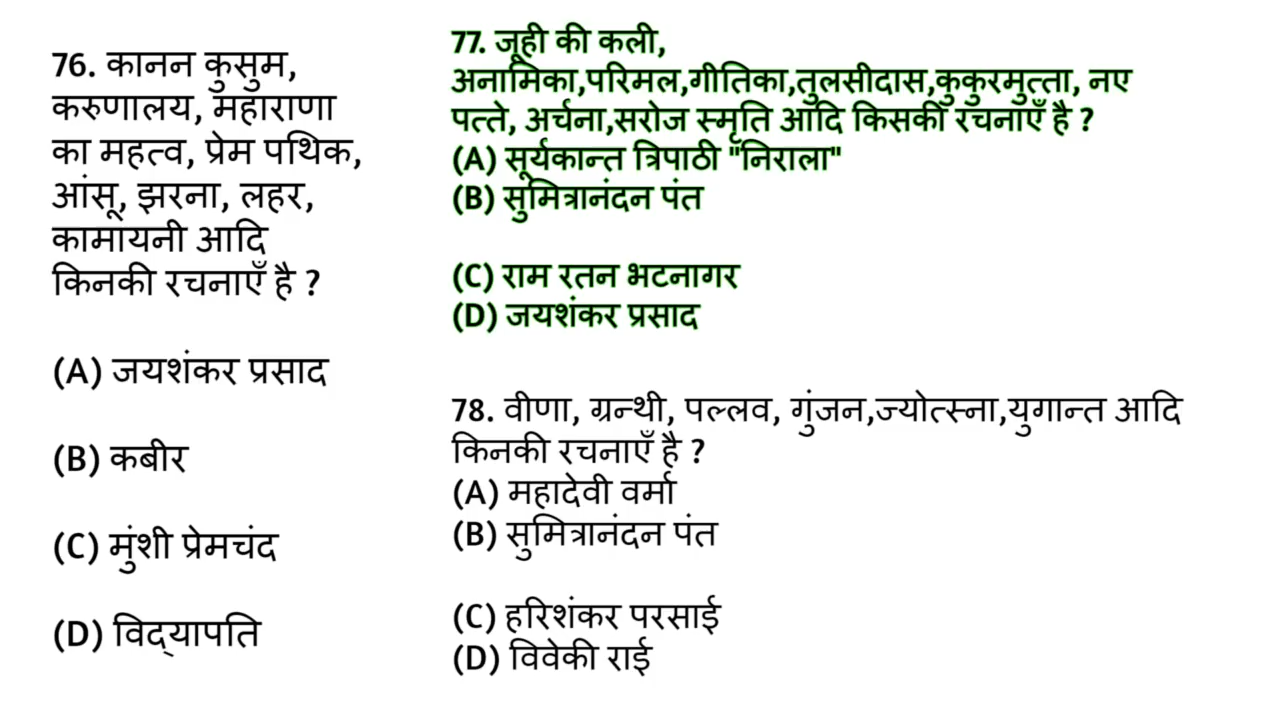 76. कानन कुसुम,
करुणालय, महाराणा
का महत्व, प्रेम पथिक,
आंसू, झरना, लहर,
कामायनी आदि
किनकी रचनाएँ है ?
(A) जयशंकर प्रसाद
(B) कबीर
(C) मुंशी प्रेमचंद
(D) विद्यापति
77. जूही की कली,
अनामिका,परिमल,गीतिका,तुलसीदास,कुकुरमुत्ता, नए
पत्ते, अर्चना,सरोज स्मृति आदि किसकी रचनाएँ है ?
(A) सूर्यकान्त त्रिपाठी "निराला"
(B) सुमित्रानंदन पंत
(C) राम रतन भटनागर
(D) जयशंकर प्रसाद
78. वीणा, ग्रन्थी, पल्लव, गुंजन,ज्योत्स्ना,युगान्त आदि
किनकी रचनाएँ है ?
(A) महादेवी वर्मा
(B) सुमित्रानंदन पंत
(C) हरिशंकर परसाई
(D) विवेकी राई